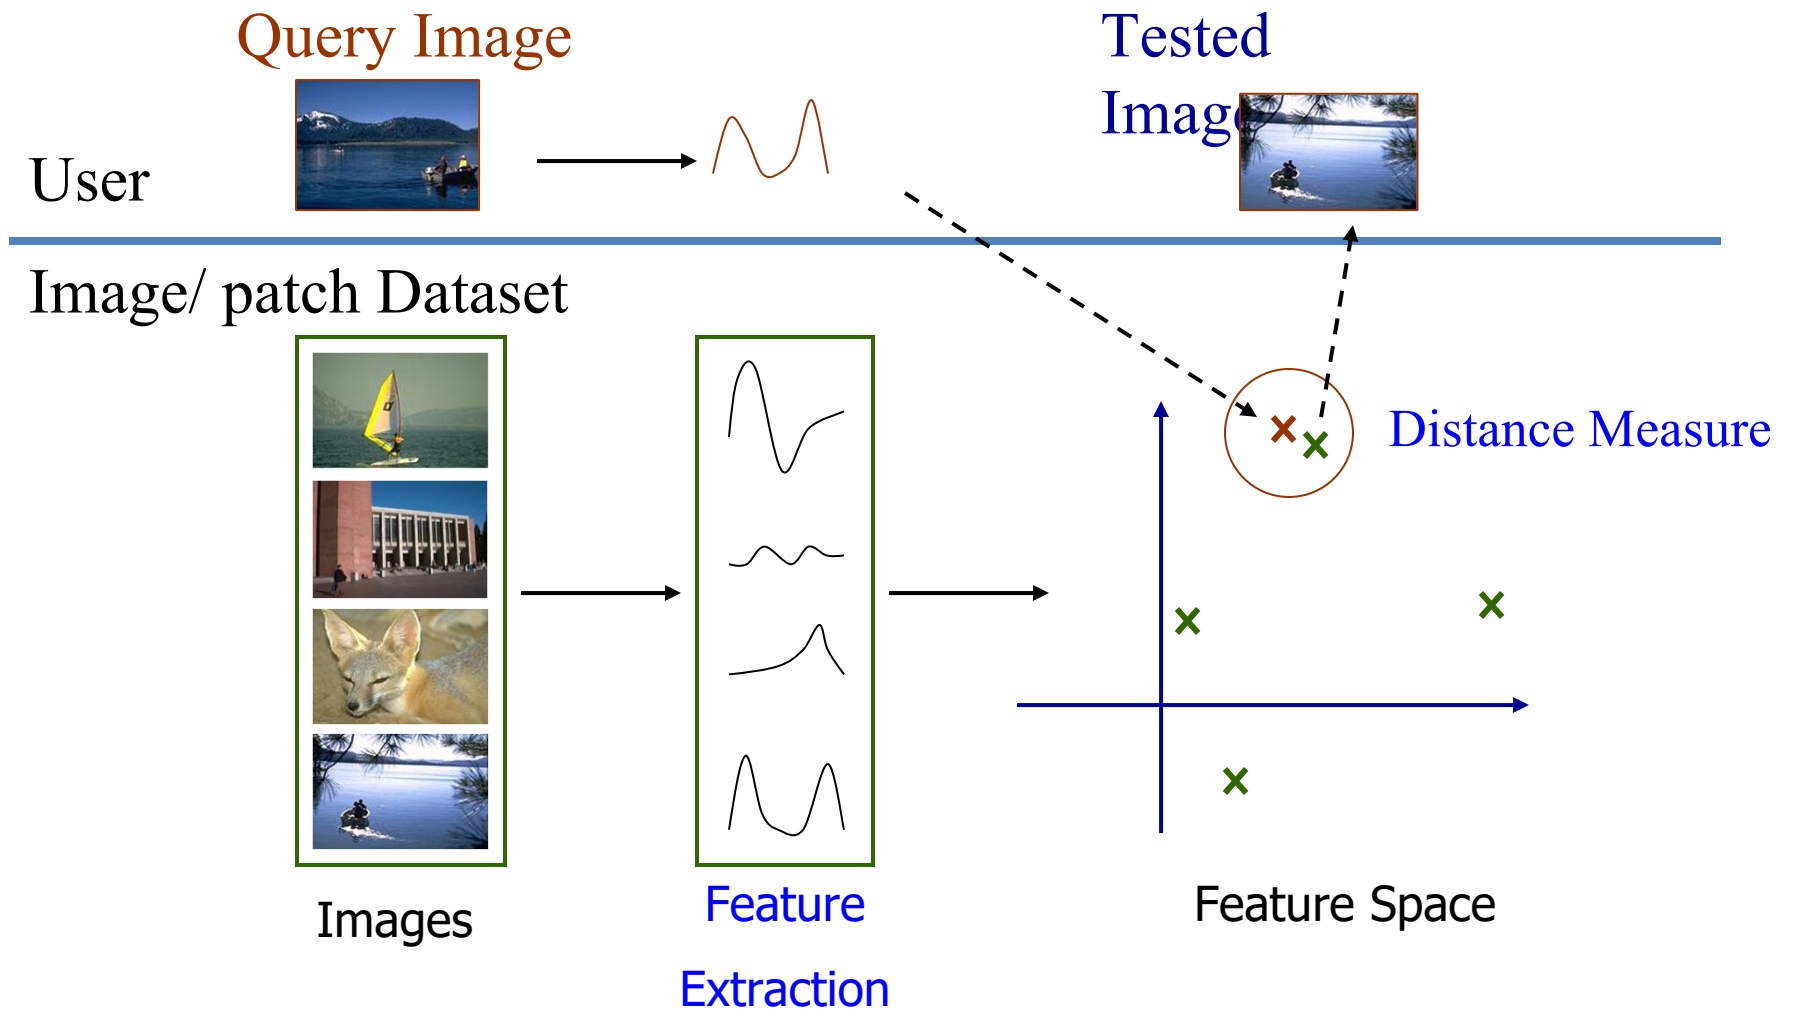 Query Image
Tested
Image
User
Image/ patch Dataset
Distance Measure
Images
Feature
Extraction
Feature Space